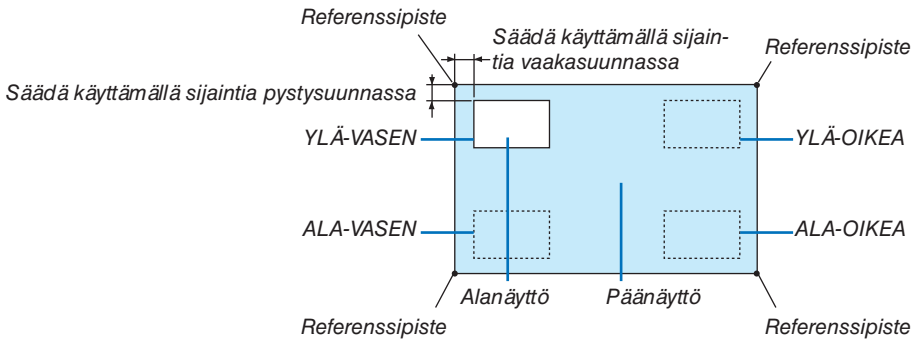 Referenssipiste
Säädä käyttämällä sijain-
tia vaakasuunnassa
Referenssipiste
Säädä käyttämällä sijaintia pystysuunnassa
YLÄ-VASEN
YLÄ-OIKEA
ALA-VASEN
ALA-OIKEA
Alanäyttö
Päänäyttö
Referenssipiste
Referenssipiste